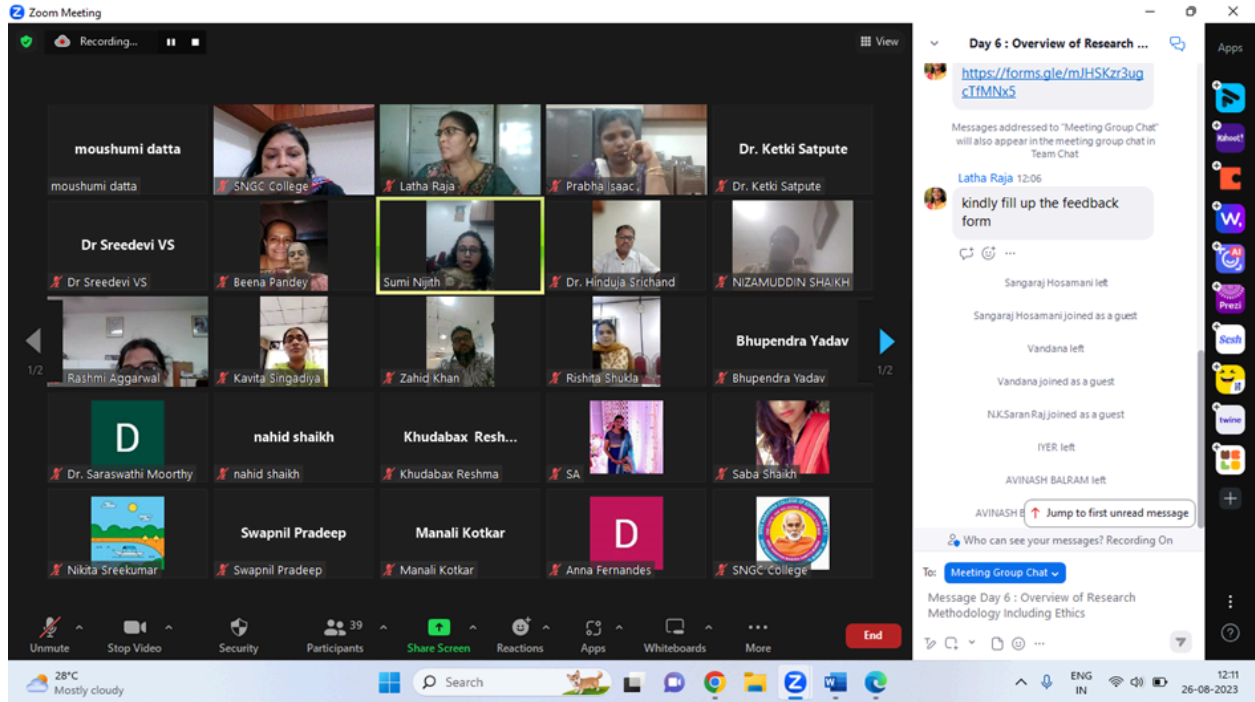 Zoom Meeting
Recording...
View
moushumi datta
moushumi datta
SNGC College
Latha Raja
Prabha Isaac
Dr. Ketki Satpute
Dr. Ketki Satpute
Dr Sreedevi VS
Dr Sreedevi VS
Beena Pandey
Sumi Nijith
Dr. Hinduja Srichand
NIZAMUDDIN SHAIKH
1/2
Rashmi Aggarwal
Kavita Singadiya
Zahid Khan
Rishita Shukla
Bhupendra Yadav
Bhupendra Yadav
1/2
D
Dr. Saraswathi Moorthy
nahid shaikh
nahid shaikh
Khudabax Resh...
Khudabax Reshma
SA
Saba Shaikh
Nikita Sreekumar
Swapnil Pradeep
Swapnil Pradeep
Manali Kotkar
Manali Kotkar
D
Anna Fernandes
SNGC College
Unmute
Stop Video
Security
Participants
39
Share Screen
Reactions
Apps
Whiteboards
More
End
Day 6 : Overview of Research ...
https://forms.gle/mJHSKzr3ug
cTfMNx5
Messages addressed to "Meeting Group Chat"
will also appear in the meeting group chat in
Team Chat
Latha Raja 12:06
kindly fill up the feedback
form
Sangaraj Hosamani left
Sangaraj Hosamani joined as a guest
Vandana left
Vandana joined as a guest
N.K.Saran Raj joined as a guest
IYER left
AVINASH BALRAM left
AVINASH B
Jump to first unread message
Who can see your messages? Recording On
To: Meeting Group Chat
Message Day 6 : Overview of Research
Methodology Including Ethics
Apps
Kahoot!
W,
AI
Prezi
Sesh
it
twine
28°C
Mostly cloudy
Search
ENG
IN
12:11
26-08-2023